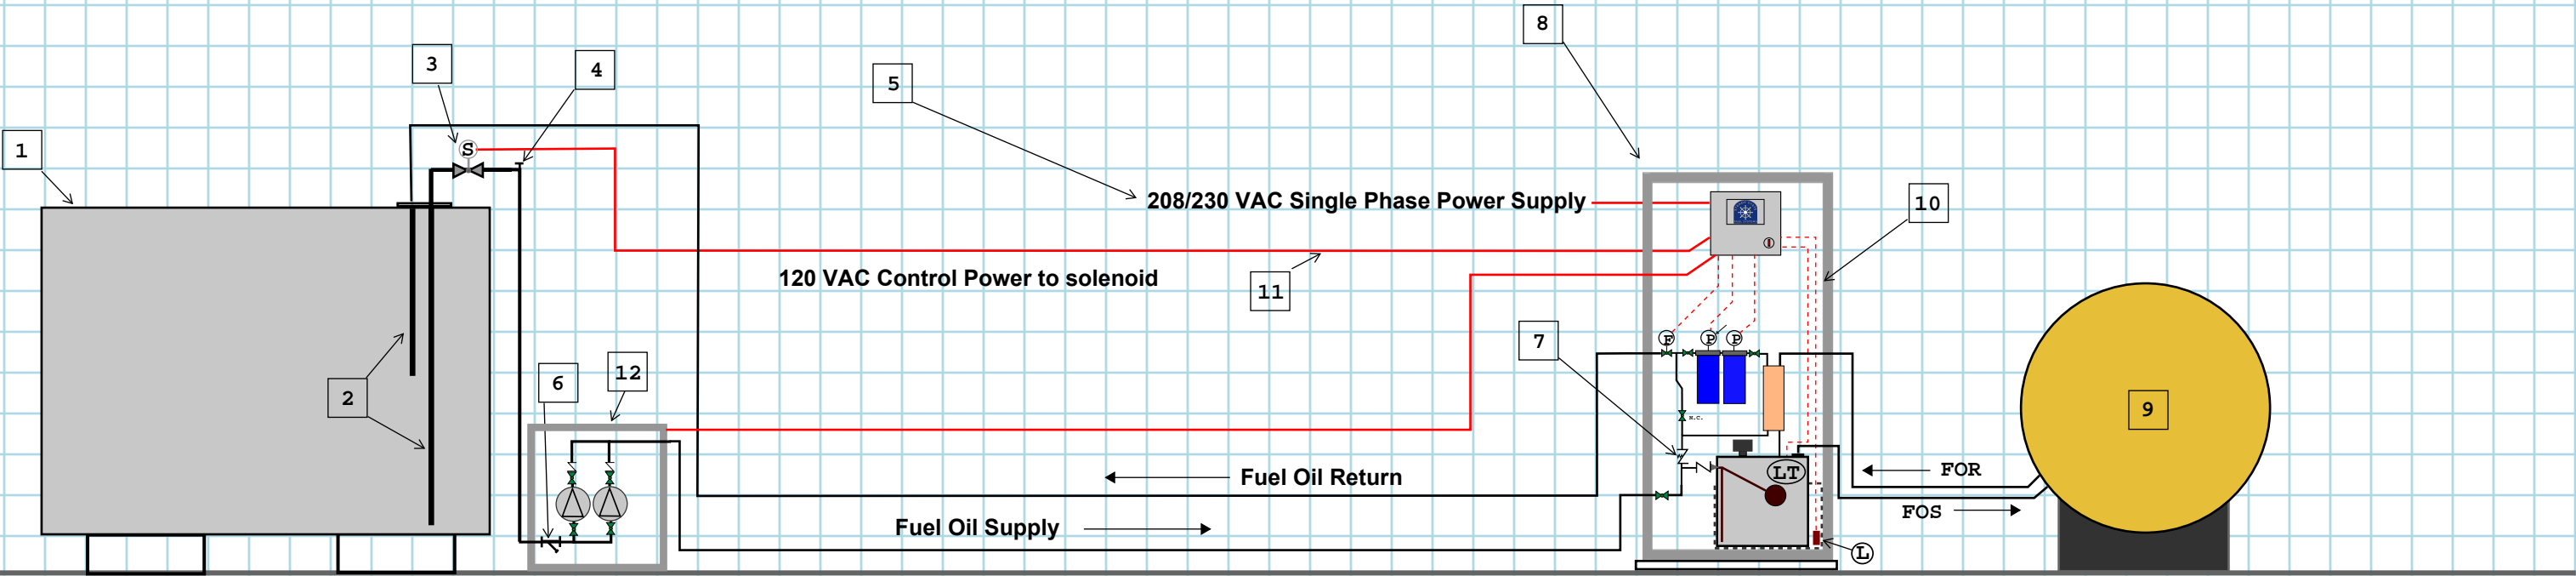 8
3
4
5
1
S
208/230 VAC Single Phase Power Supply
10
120 VAC Control Power to solenoid
11
7
F
P
P
6
12
2
9
N.C.
Fuel Oil Return
LT
FOR
Fuel Oil Supply
FOS
L